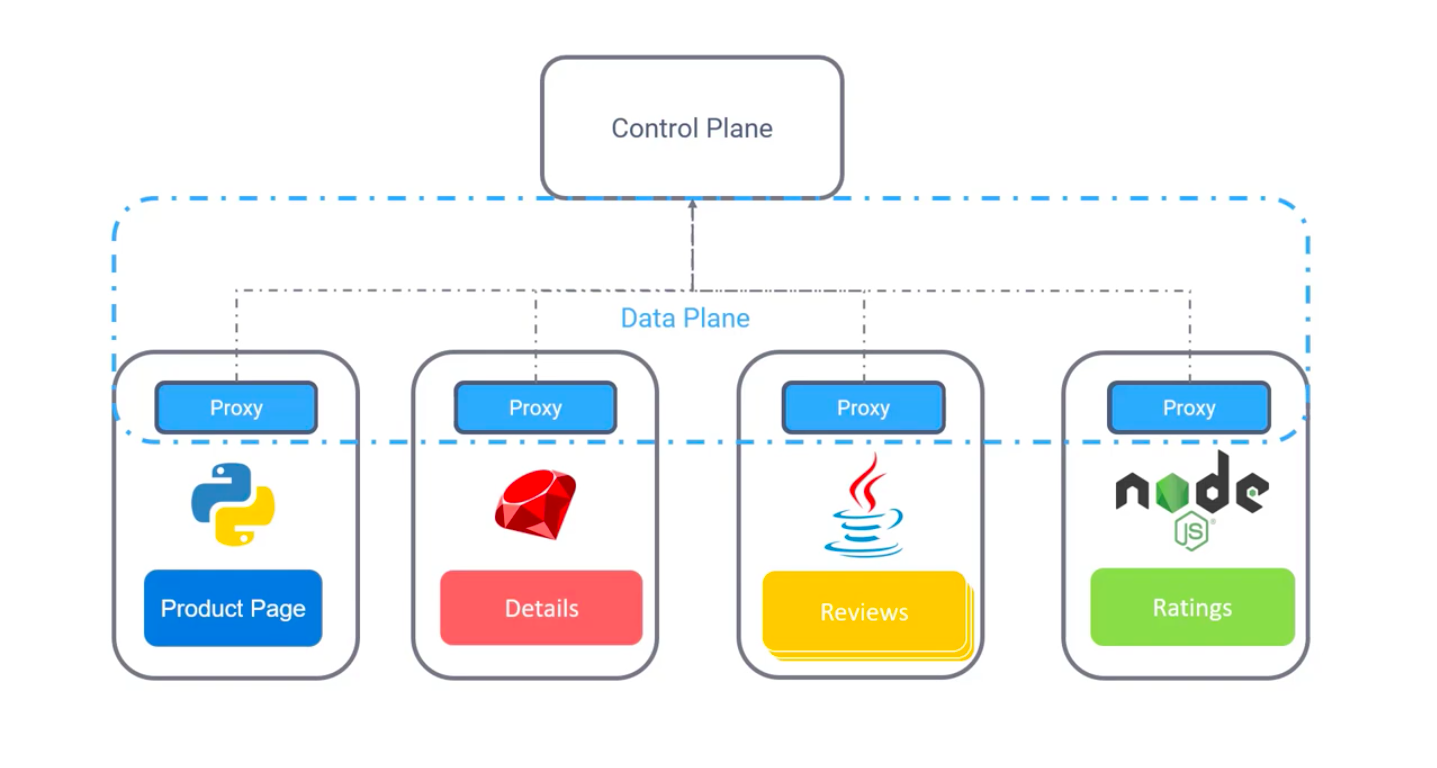 Control Plane
Data Plane
Proxy
Proxy
Proxy
Proxy
node
JS
Product Page
Details
Reviews
Ratings